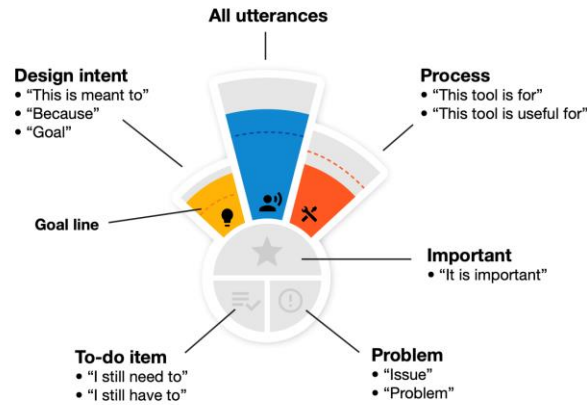 All utterances
Design intent
• “This is meant to”
• “Because”
• “Goal”
Process
• “This tool is for”
• “This tool is useful for”
Goal line
Important
• “It is important”
To-do item
• “I still need to”
• “I still have to”
Problem
• “Issue”
• “Problem”